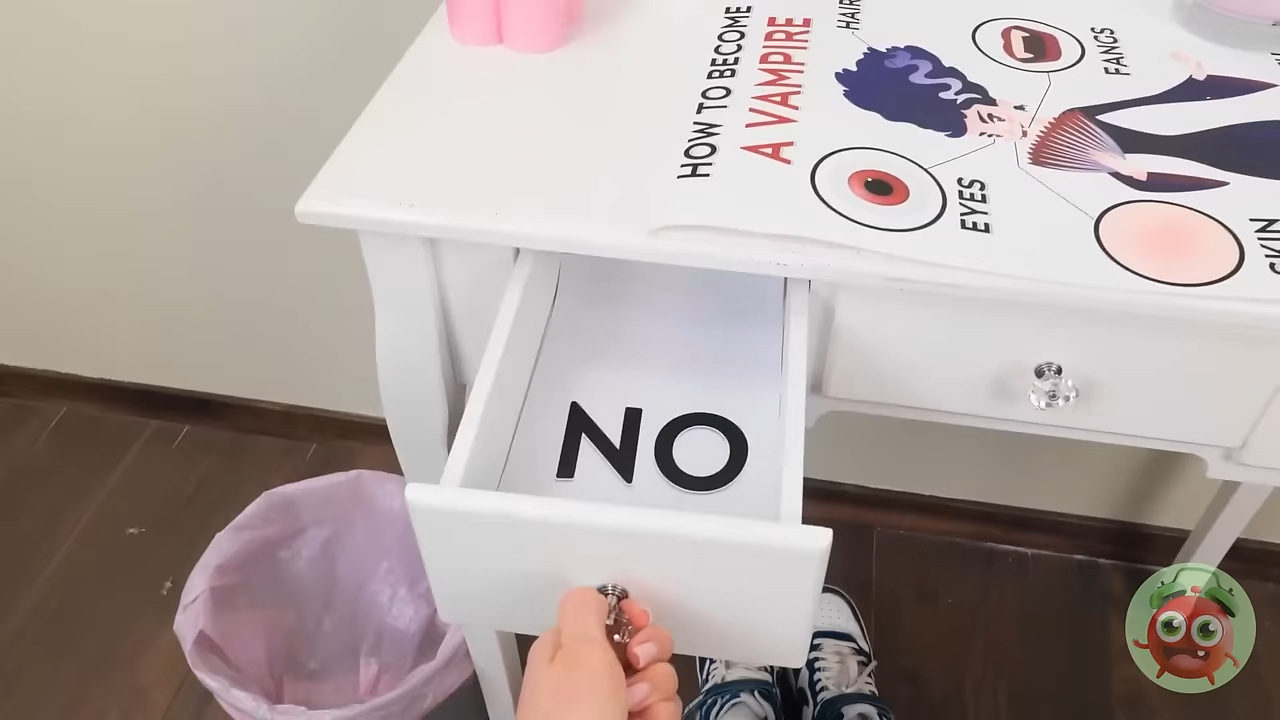 HOW TO BECOME
A VAMPIRE
HAIR
FANGS
EYES
SKIN
NO